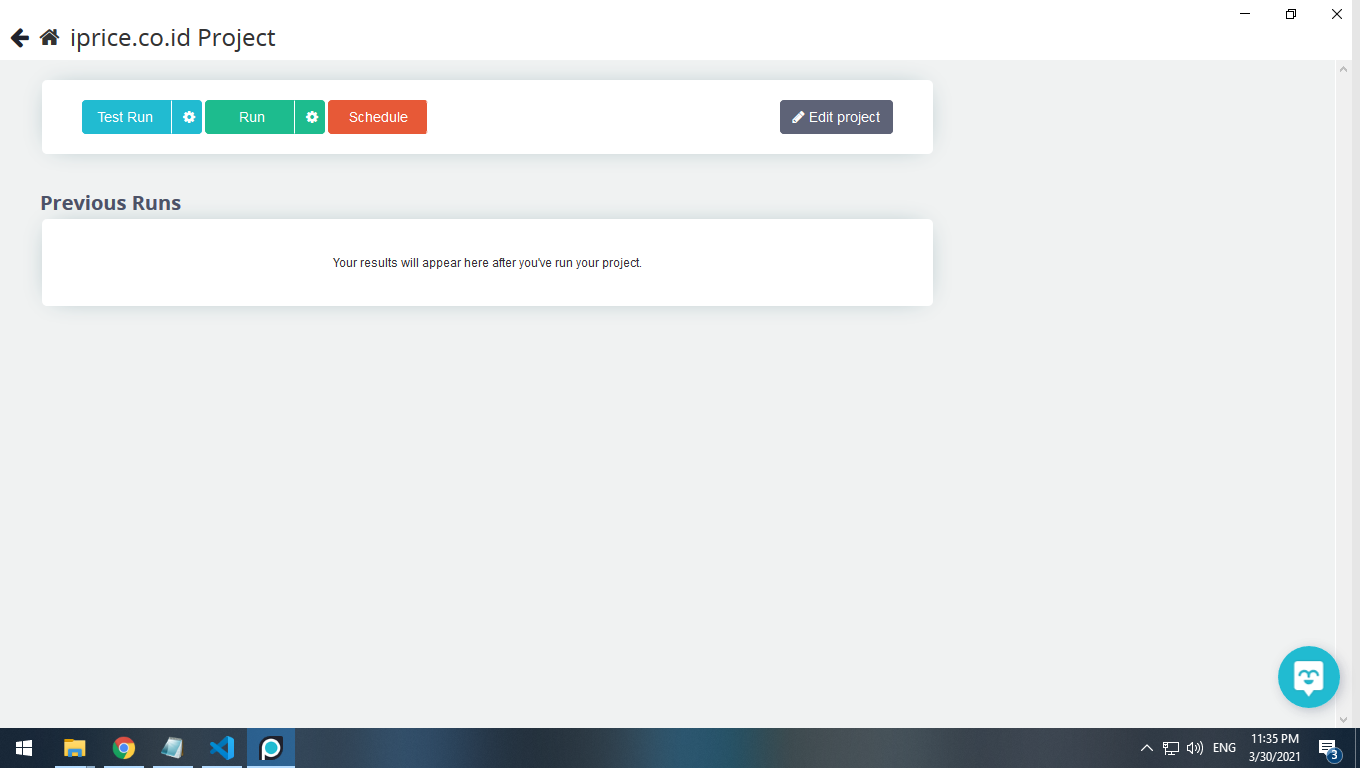 iprice.co.id Project
Test Run
Run
Schedule
Edit project
Previous Runs
Your results will appear here after you've run your project.
ENG
11:35 PM
3/30/2021
3